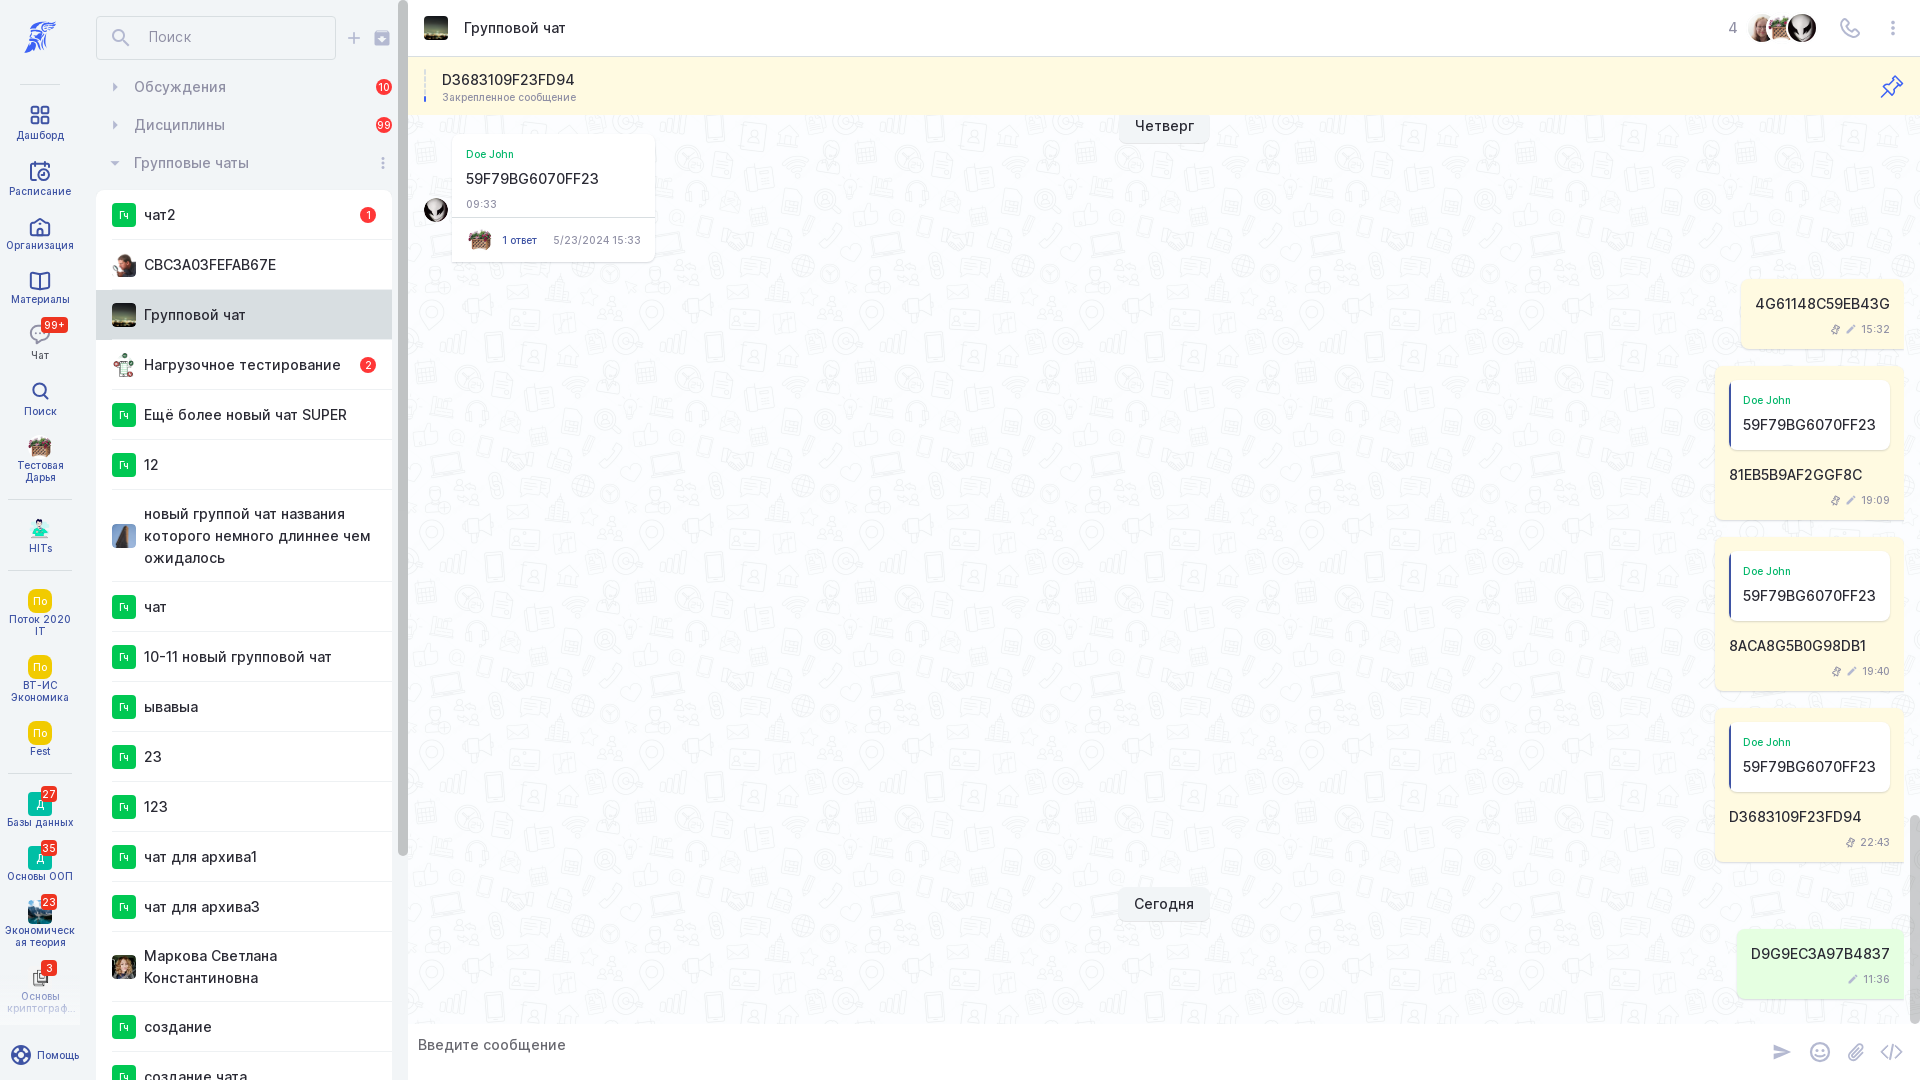 Дашборд
Расписание
Организация
Материалы
99+
Чат
Поиск
Тестовая
Дарья
HITs
По
Поток 2020
IT
По
ВТ-ИС
Экономика
По
Fest
27
Д
Базы данных
35
Д
Основы ООП
23
Экономическ
ая теория
3
Основы
криптограф...
Помощь
Поиск
Обсуждения
10
Дисциплины
99
Групповые чаты
Гч
чат2
1
CBC3A03FEFAB67E
Групповой чат
Нагрузочное тестирование
2
Гч
Ещё более новый чат SUPER
Гч
12
новый группой чат названия
которого немного длиннее чем
ожидалось
Гч
чат
Гч
10-11 новый групповой чат
Гч
ывавыа
Гч
23
Гч
123
Гч
чат для архива1
Гч
чат для архива3
Маркова Светлана
Константиновна
Гч
создание
Гч
создание чата
Групповой чат
4
D3683109F23FD94
Закрепленное сообщение
Четверг
Doe John
59F79BG6070FF23
09:33
1 ответ
5/23/2024 15:33
4G61148C59EB43G
15:32
Doe John
59F79BG6070FF23
81EB5B9AF2GGF8C
19:09
Doe John
59F79BG6070FF23
8ACA8G5B0G98DB1
19:40
Doe John
59F79BG6070FF23
D3683109F23FD94
22:43
Сегодня
D9G9EC3A97B4837
11:36
Введите сообщение